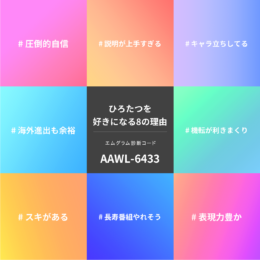 # 圧倒的自信
# 説明が上手すぎる
# キャラ立ちしてる
# 海外進出も余裕
ひろたつを
好きになる8の理由
エムグラム診断コード
AAWL-6433
# 機転が利きまくり
# スキがある
# 長寿番組やれそう
# 表現力豊か